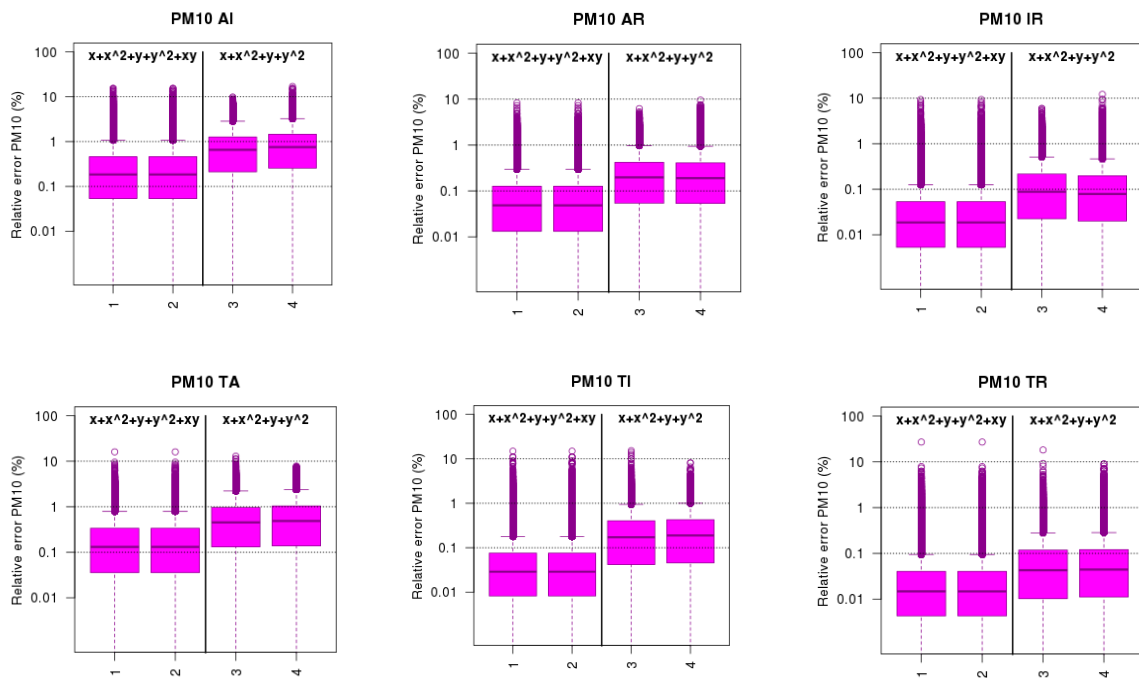 PM10 AI
x+x^2+y+y^2+xy x+x^2+y+y^2
Relative error PM10 (%)
100
10
1
0.1
0.01
1 2 3 4
PM10 AR
x+x^2+y+y^2+xy x+x^2+y+y^2
Relative error PM10 (%)
100
10
1
0.1
0.01
1 2 3 4
PM10 IR
x+x^2+y+y^2+xy x+x^2+y+y^2
Relative error PM10 (%)
100
10
1
0.1
0.01
1 2 3 4
PM10 TA
x+x^2+y+y^2+xy x+x^2+y+y^2
Relative error PM10 (%)
100
10
1
0.1
0.01
1 2 3 4
PM10 TI
x+x^2+y+y^2+xy x+x^2+y+y^2
Relative error PM10 (%)
100
10
1
0.1
0.01
1 2 3 4
PM10 TR
x+x^2+y+y^2+xy x+x^2+y+y^2
Relative error PM10 (%)
100
10
1
0.1
0.01
1 2 3 4